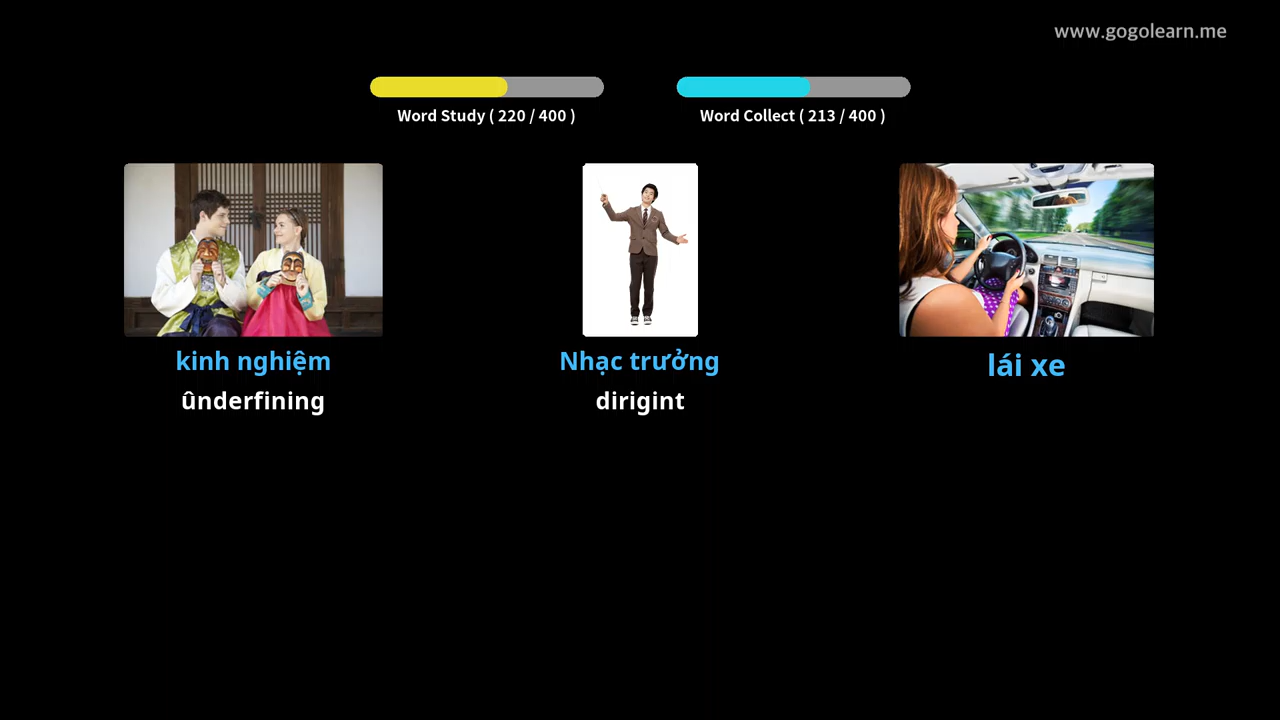 www.gogolearn.me
Word Study ( 220 / 400 )
Word Collect ( 213 / 400 )
kinh nghiệm
Nhạc trưởng
lái xe
ûnderfining
dirigint